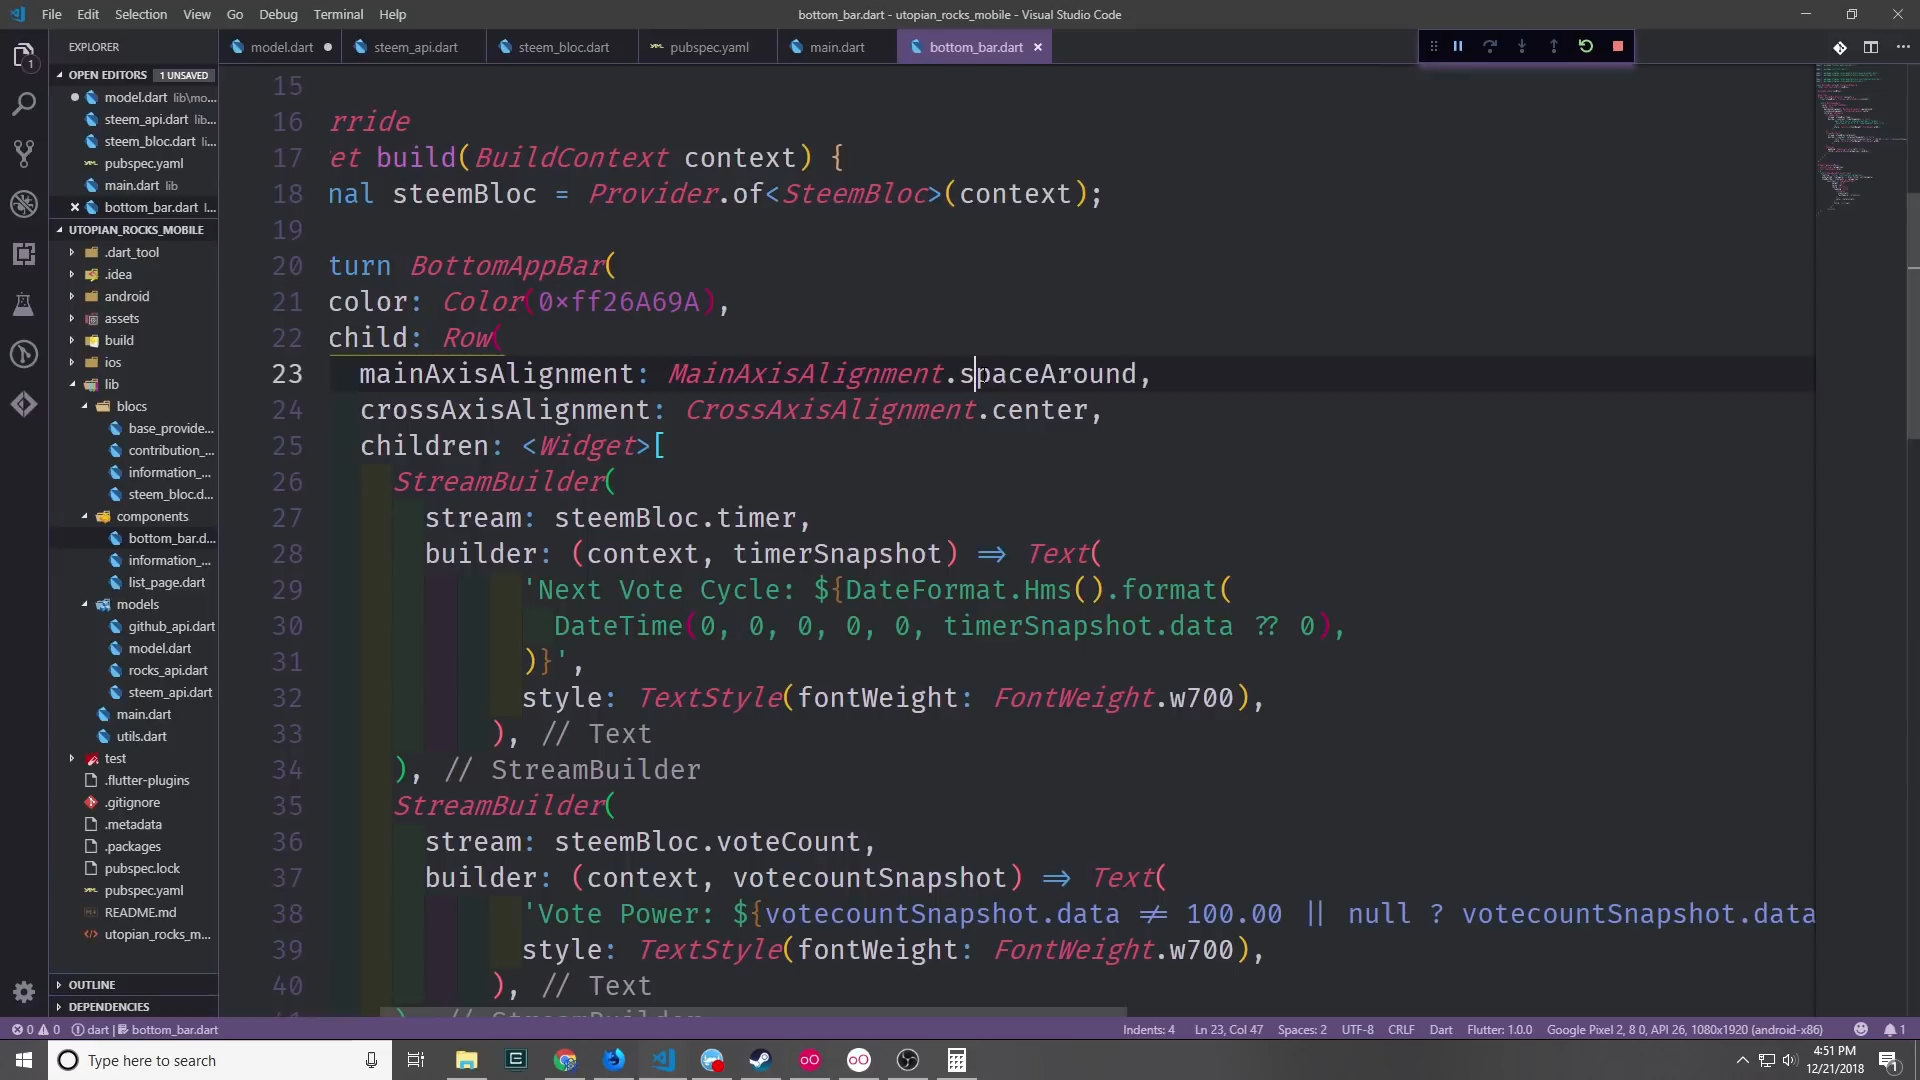 File Edit Selection View Go Debug Terminal Help
bottom_bar.dart - utopian_rocks_mobile - Visual Studio Code
EXPLORER
model.dart
steem_api.dart
steem_bloc.dart
pubspec.yaml
main.dart
bottom_bar.dart
OPEN EDITORS 1 UNSAVED
model.dart lib\mo...
steem_api.dart lib...
steem_bloc.dart li...
pubspec.yaml
main.dart lib
bottom_bar.dart l...
UTOPIAN_ROCKS_MOBILE
.dart_tool
.idea
android
assets
build
ios
lib
blocs
base_provide...
contribution_...
information_...
steem_bloc.d...
components
bottom_bar.d...
information_...
list_page.dart
models
github_api.dart
model.dart
rocks_api.dart
steem_api.dart
main.dart
utils.dart
test
.flutter-plugins
.gitignore
.metadata
.packages
pubspec.lock
pubspec.yaml
README.md
utopian_rocks_m...
OUTLINE
DEPENDENCIES
15
16 rride
17 et build(BuildContext context) {
18 nal steemBloc = Provider.of<SteemBloc>(context);
19
20 turn BottomAppBar(
21 color: Color(0×ff26A69A),
22 child: Row(
23 mainAxisAlignment: MainAxisAlignment.spaceAround,
24 crossAxisAlignment: CrossAxisAlignment.center,
25 children: <Widget>[
26 StreamBuilder(
27 stream: steemBloc.timer,
28 builder: (context, timerSnapshot) ⇒ Text(
29 'Next Vote Cycle: ${DateFormat.Hms().format(
30 DateTime(0, 0, 0, 0, 0, timerSnapshot.data ?? 0),
31 )}',
32 style: TextStyle(fontWeight: FontWeight.w700),
33 ), // Text
34 ), // StreamBuilder
35 StreamBuilder(
36 stream: steemBloc.voteCount,
37 builder: (context, votecountSnapshot) ⇒ Text(
38 'Vote Power: ${votecountSnapshot.data ≠ 100.00 || null ? votecountSnapshot.data
39 style: TextStyle(fontWeight: FontWeight.w700),
40 ), // Text
0 0 dart | bottom_bar.dart
Indents: 4 Ln 23, Col 47 Spaces: 2 UTF-8 CRLF Dart Flutter: 1.0.0 Google Pixel 2, 8 0, API 26, 1080x1920 (android-x86) 1
Type here to search
4:51 PM
12/21/2018